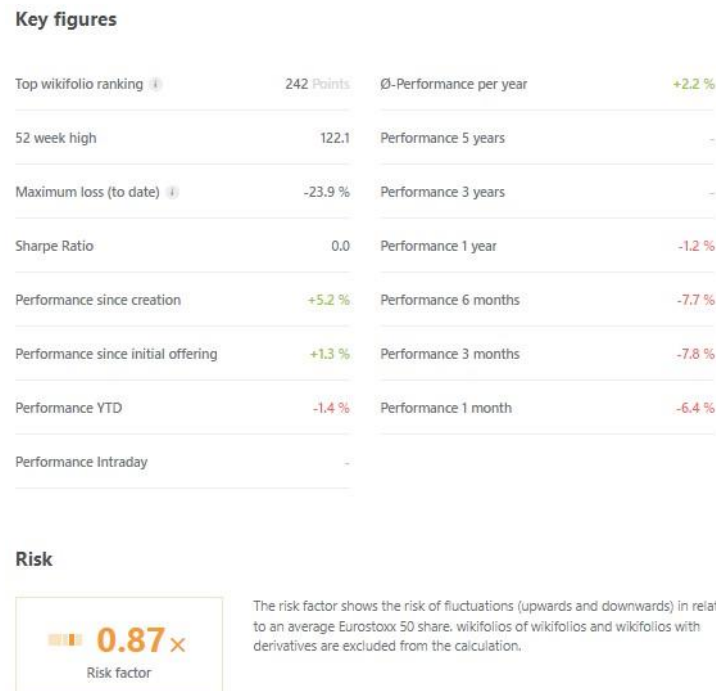 Key figures
Top wikifolio ranking i 242 Points
52 week high 122.1
Maximum loss (to date) i -23.9 %
Sharpe Ratio 0.0
Performance since creation +5.2 %
Performance since initial offering +1.3 %
Performance YTD -1.4 %
Performance Intraday -
Ø-Performance per year +2.2 %
Performance 5 years -
Performance 3 years -
Performance 1 year -1.2 %
Performance 6 months -7.7 %
Performance 3 months -7.8 %
Performance 1 month -6.4 %
Risk
0.87 ×
Risk factor
The risk factor shows the risk of fluctuations (upwards and downwards) in relat
to an average Eurostoxx 50 share. wikifolios of wikifolios and wikifolios with
derivatives are excluded from the calculation.